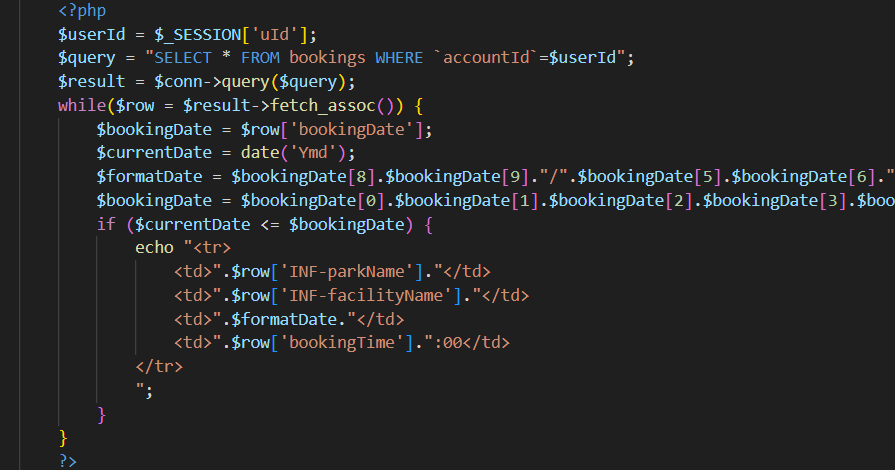 <?php
$userId = $_SESSION['uId'];
$query = "SELECT * FROM bookings WHERE `accountId`=$userId";
$result = $conn->query($query);
while($row = $result->fetch_assoc()) {
$bookingDate = $row['bookingDate'];
$currentDate = date('Ymd');
$formatDate = $bookingDate[8].$bookingDate[9]."/".$bookingDate[5].$bookingDate[6]."
$bookingDate = $bookingDate[0].$bookingDate[1].$bookingDate[2].$bookingDate[3].$boo
if ($currentDate <= $bookingDate) {
echo "<tr>
<td>".$row['INF-parkName']."</td>
<td>".$row['INF-facilityName']."</td>
<td>".$formatDate."</td>
<td>".$row['bookingTime'].":00</td>
</tr>
";
}
}
?>